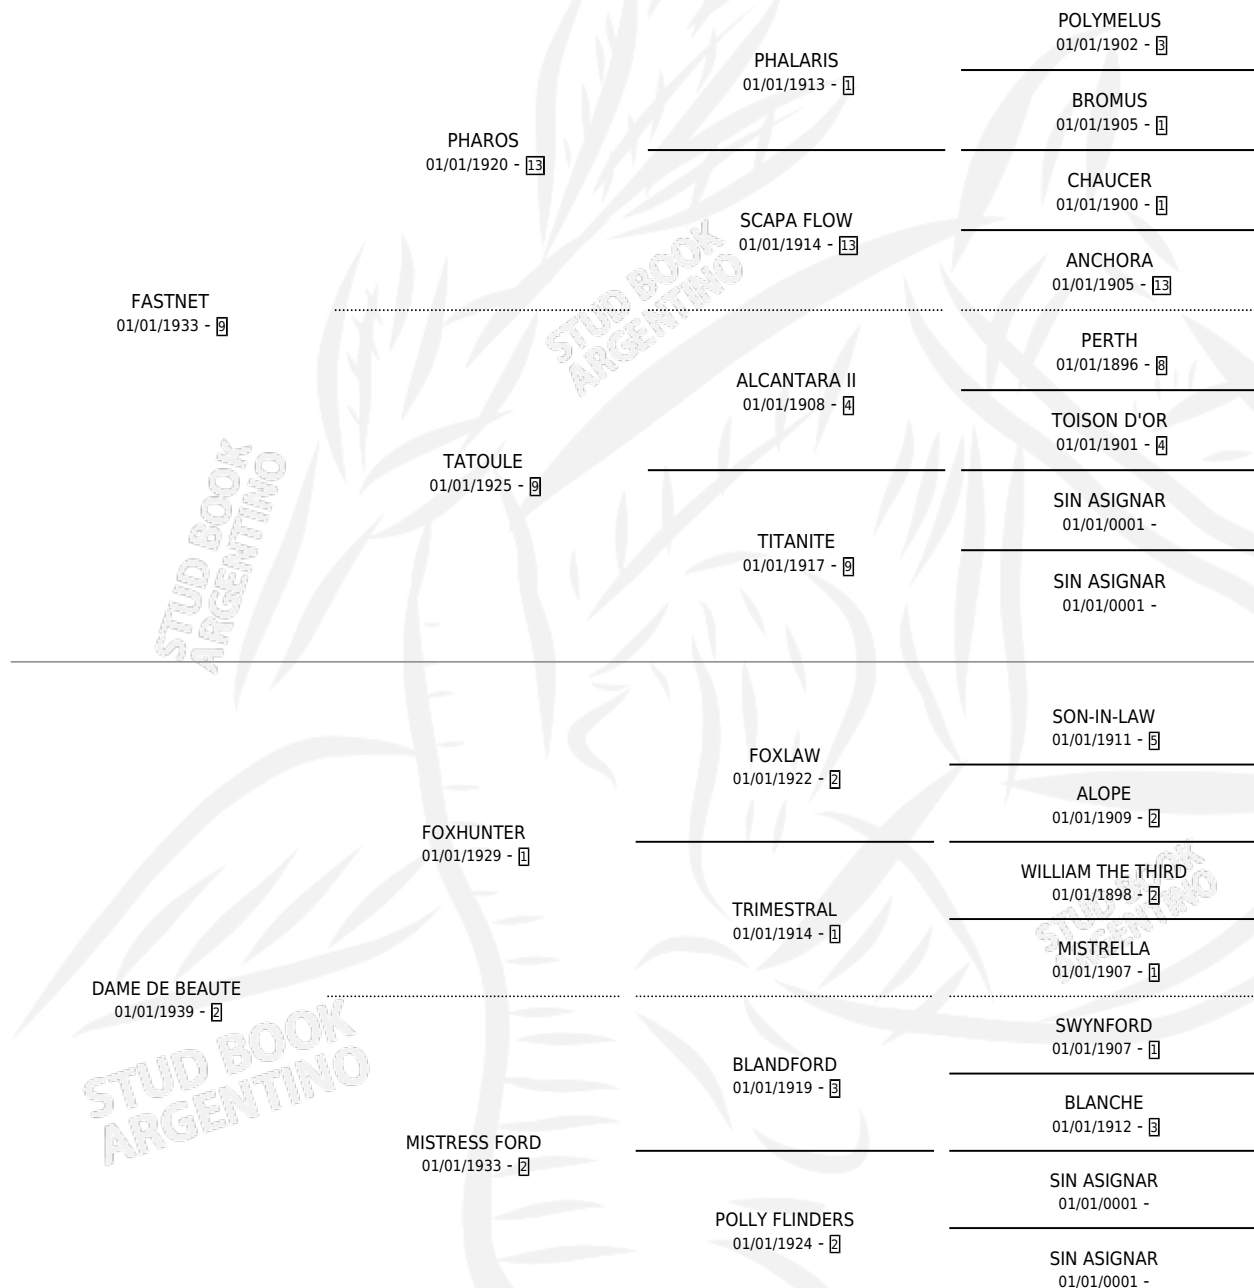 POLYMELUS
01/01/1902 - 3
PHALARIS
01/01/1913 - 1
BROMUS
01/01/1905 - 1
PHAROS
01/01/1920 - 13
CHAUCER
01/01/1900 - 1
SCAPA FLOW
01/01/1914 - 13
ANCHORA
01/01/1905 - 13
FASTNET
01/01/1933 - 9
STUD BOOK
ARGENTINO
PERTH
01/01/1896 - 8
ALCANTARA II
01/01/1908 - 4
TOISON D'OR
01/01/1901 - 4
TATOULE
01/01/1925 - 9
SIN ASIGNAR
01/01/0001 -
TITANITE
01/01/1917 - 9
SIN ASIGNAR
01/01/0001 -
STUD BOOK
ARGENTINO
SON-IN-LAW
01/01/1911 - 5
FOXLAW
01/01/1922 - 2
ALOPE
01/01/1909 - 2
FOXHUNTER
01/01/1929 - 1
WILLIAM THE THIRD
01/01/1898 - 2
TRIMESTRAL
01/01/1914 - 1
STUD BOOK
ARGENTINO
MISTRELLA
01/01/1907 - 1
DAME DE BEAUTE
01/01/1939 - 2
SWYNFORD
01/01/1907 - 1
BLANDFORD
01/01/1919 - 3
STUD BOOK
ARGENTINO
BLANCHE
01/01/1912 - 3
MISTRESS FORD
01/01/1933 - 2
SIN ASIGNAR
01/01/0001 -
POLLY FLINDERS
01/01/1924 - 2
SIN ASIGNAR
01/01/0001 -